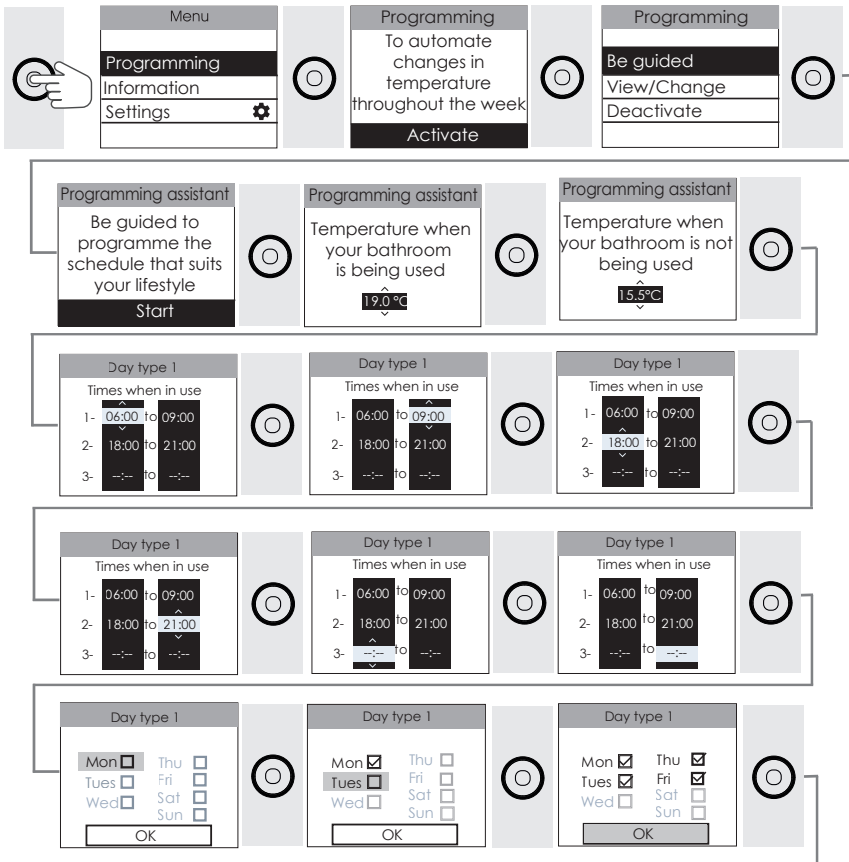 Menu
Programming
Information
Settings
Programming
To automate
changes in
temperature
throughout the week
Activate
Programming
Be guided
View/Change
Deactivate
Programming assistant
Be guided to
programme the
schedule that suits
your lifestyle
Start
Programming assistant
Temperature when
your bathroom
is being used
19.0 °C
Programming assistant
Temperature when
your bathroom is not
being used
15.5°C
Day type 1
Times when in use
1- 06:00 to 09:00
2- 18:00 to 21:00
3- --:-- to --:--
Day type 1
Times when in use
1- 06:00 to 09:00
2- 18:00 to 21:00
3- --:-- to --:--
Day type 1
Times when in use
1- 06:00 to 09:00
2- 18:00 to 21:00
3- --:-- to --:--
Day type 1
Times when in use
1- 06:00 to 09:00
2- 18:00 to 21:00
3- --:-- to --:--
Day type 1
Times when in use
1- 06:00 to 09:00
2- 18:00 to 21:00
3- --:-- to --:--
Day type 1
Times when in use
1- 06:00 to 09:00
2- 18:00 to 21:00
3- --:-- to --:--
Day type 1
Mon Thu
Tues Fri
Wed Sat
Sun
OK
Day type 1
Mon Thu
Tues Fri
Wed Sat
Sun
OK
Day type 1
Mon Thu
Tues Fri
Wed Sat
Sun
OK